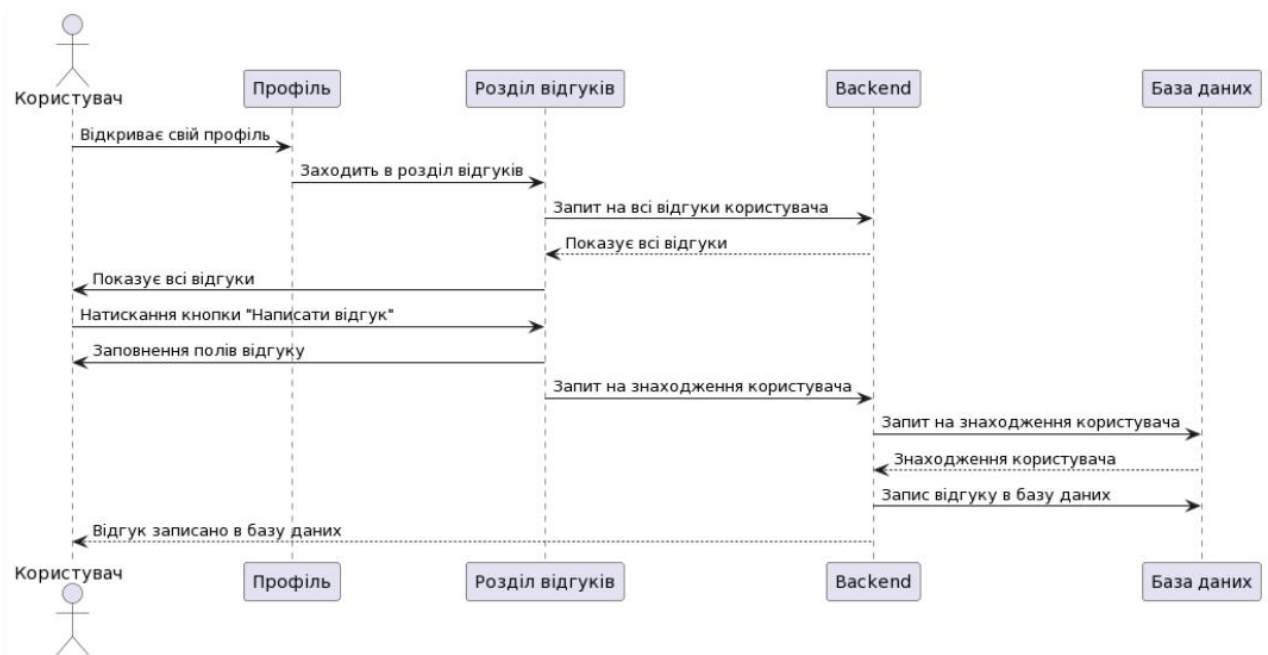 Користувач
Профіль
Розділ відгуків
Backend
База даних
Відкриває свій профіль
Заходить в розділ відгуків
Запит на всі відгуки користувача
Показує всі відгуки
Показує всі відгуки
Натискання кнопки "Написати відгук"
Заповнення полів відгуку
Запит на знаходження користувача
Запит на знаходження користувача
Знаходження користувача
Запис відгуку в базу даних
Відгук записано в базу даних
Користувач
Профіль
Розділ відгуків
Backend
База даних